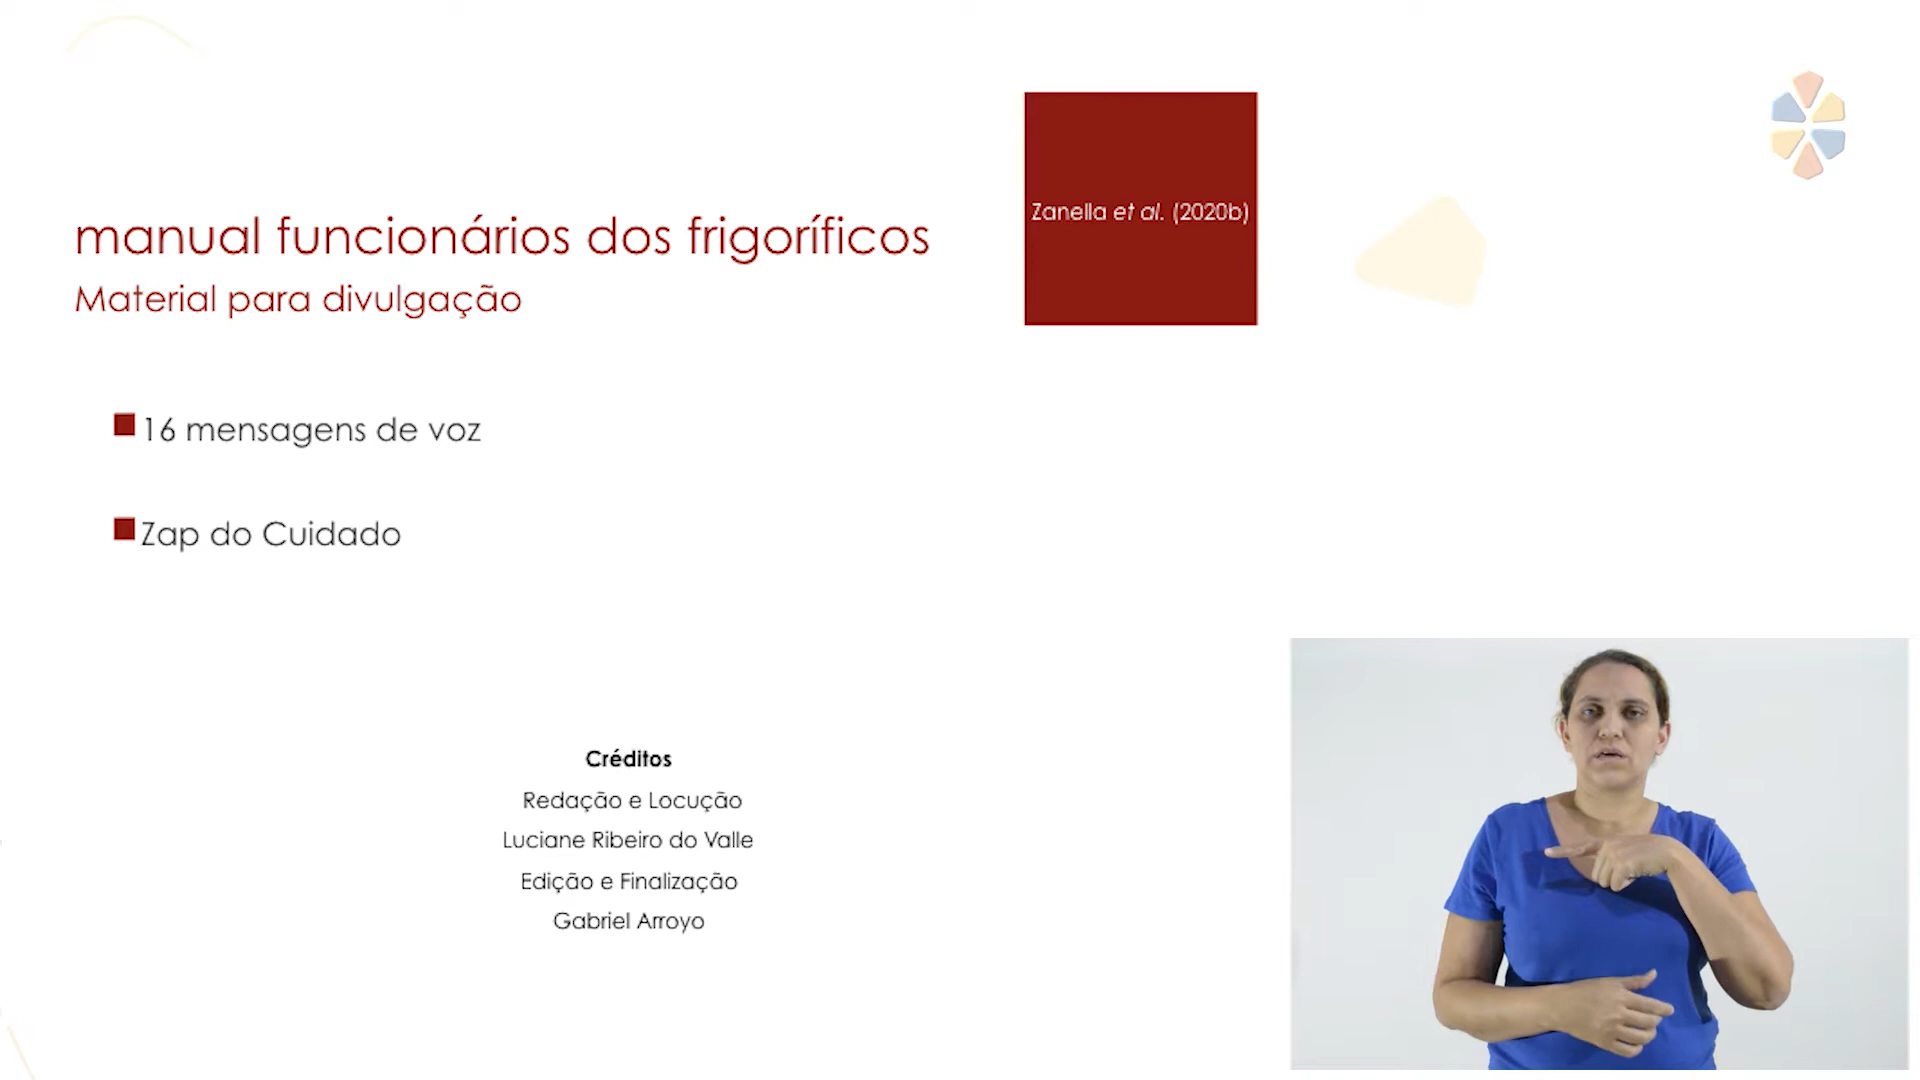 manual funcionários dos frigoríficos
Material para divulgação
Zanella et al. (2020b)
16 mensagens de voz
Zap do Cuidado
Créditos
Redação e Locução
Luciane Ribeiro do Valle
Edição e Finalização
Gabriel Arroyo